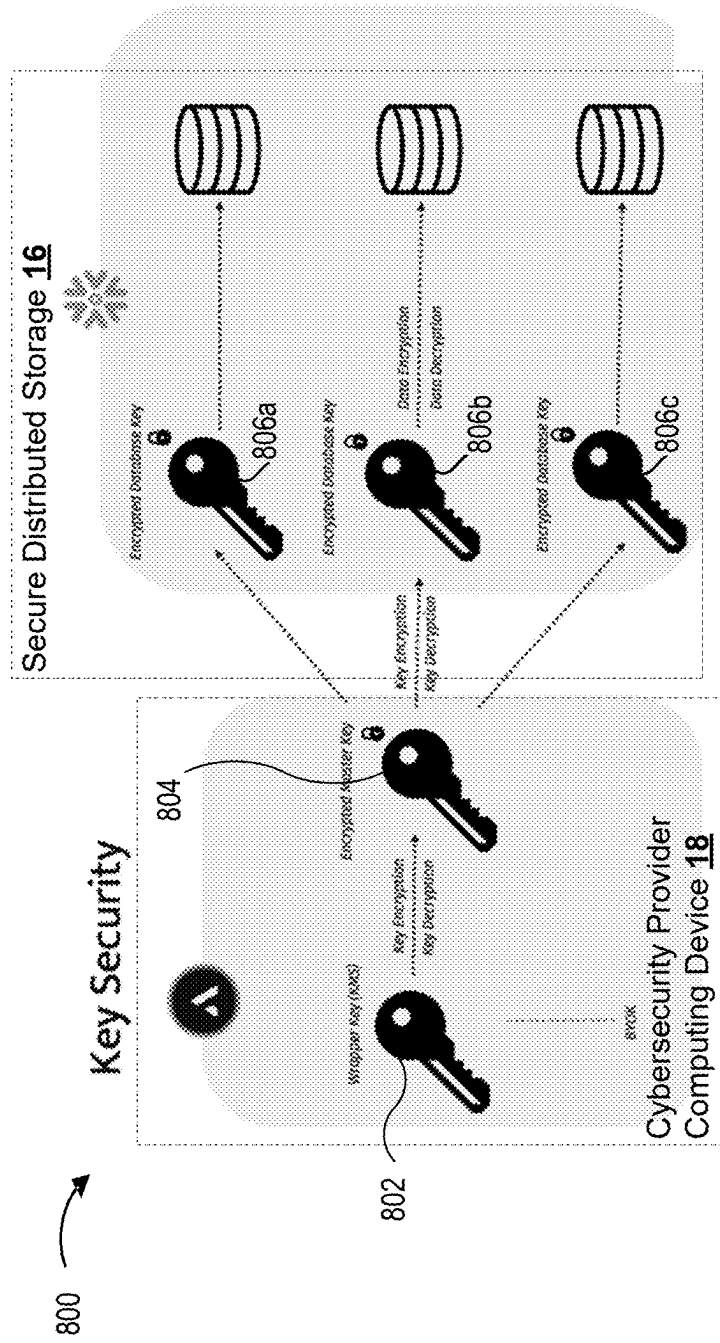 800
Key Security
802
Wrapper Key (KMS)
Key Encryption
Key Decryption
BYOK
804
Encrypted Master Key
Cybersecurity Provider
Computing Device 18
Key Encryption
Key Decryption
Secure Distributed Storage 16
Encrypted Database Key
806a
Encrypted Database Key
806b
Data Encryption
Data Decryption
Encrypted Database Key
806c